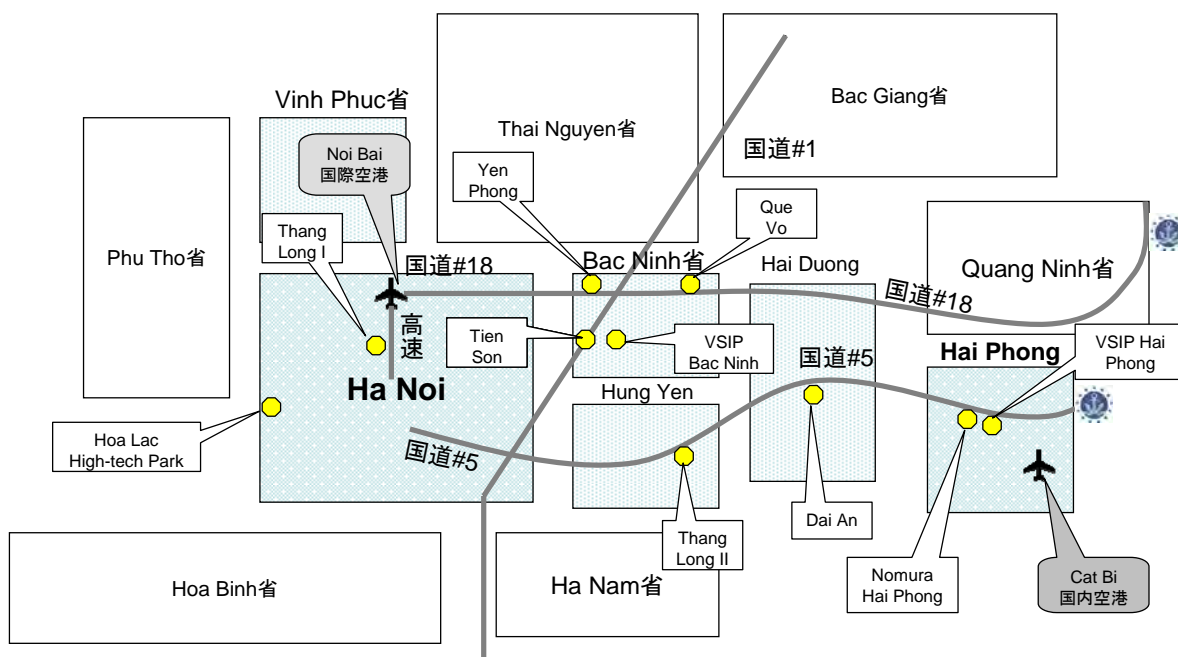 Vinh Phuc省
Thai Nguyen省
Bac Giang省
国道#1
Noi Bai
国際空港
Yen
Phong
Que
Vo
Thang
Long I
Phu Tho省
国道#18
Bac Ninh省
Hai Duong
Quang Ninh省
国道#18
高速
Tien
Son
VSIP
Bac Ninh
国道#5
Hai Phong
VSIP Hai
Phong
Ha Noi
Hung Yen
Hoa Lac
High-tech Park
国道#5
Dai An
Thang
Long II
Nomura
Hai Phong
Cat Bi
国内空港
Hoa Binh省
Ha Nam省